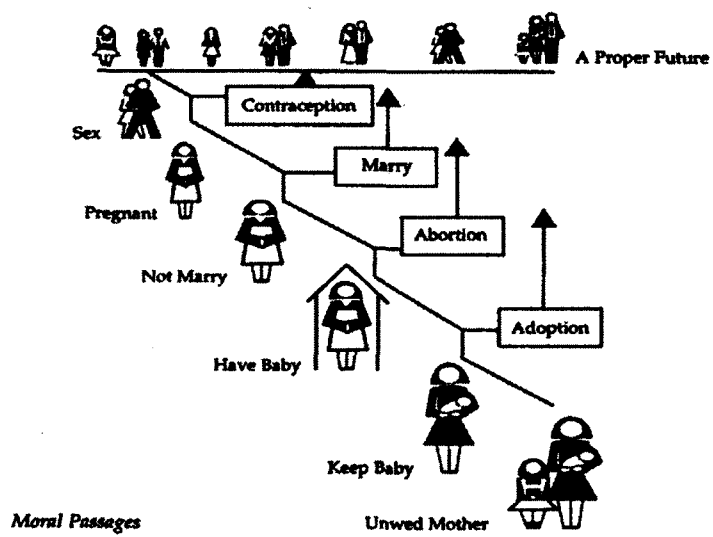 A Proper Future
Contraception
Sex
Marry
Pregnant
Abortion
Not Marry
Adoption
Have Baby
Keep Baby
Moral Passages
Unwed Mother